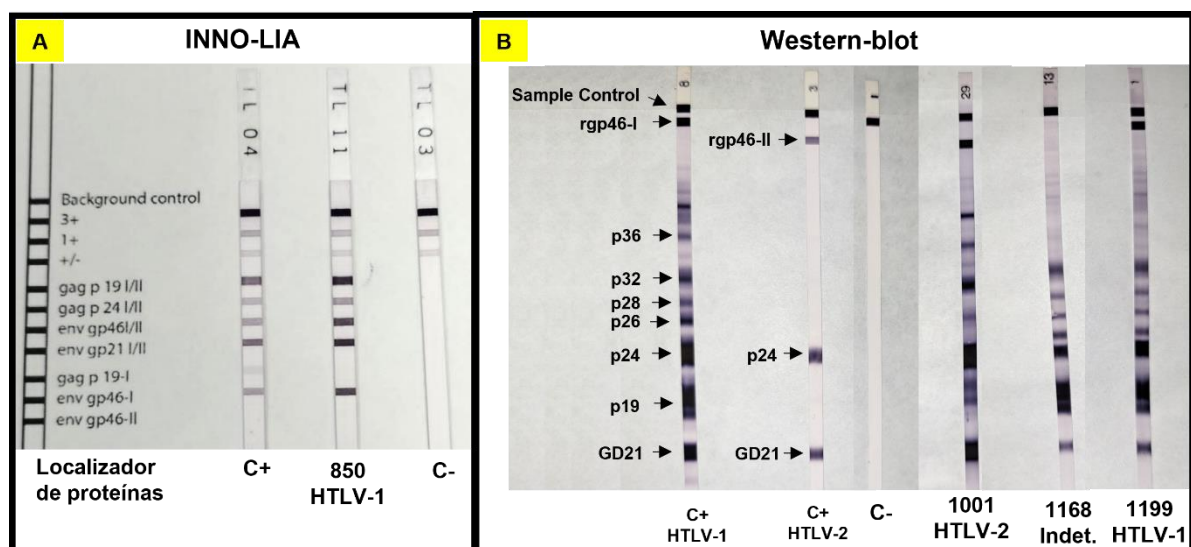 A
INNO-LIA
TL 04
TL 11
TL 03
Background control
3+
1+
+/-
gag p 19 I/II
gag p 24 I/II
env gp46I/II
env gp21 I/II
gag p 19-I
env gp46-I
env gp46-II
Localizador
de proteínas
C+
850
HTLV-1
C-
B
Western-blot
8
3
1
29
13
1
Sample Control
rgp46-I
rgp46-II
p36
p32
p28
p26
p24
p24
p19
GD21
GD21
C+
HTLV-1
C+
HTLV-2
C-
1001
HTLV-2
1168
Indet.
1199
HTLV-1